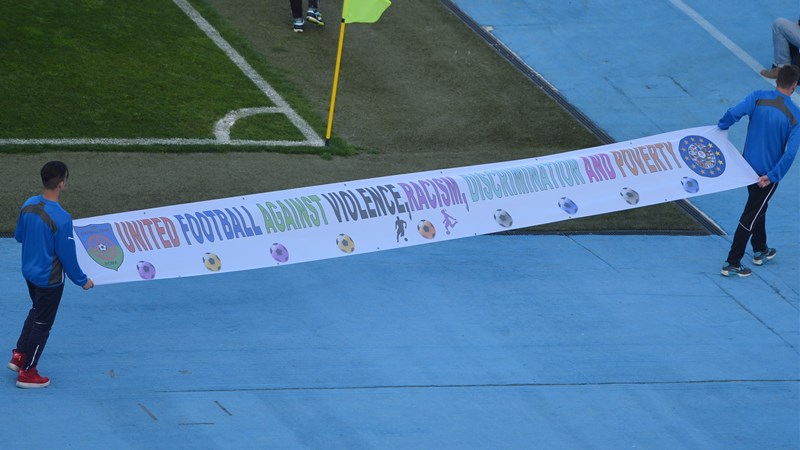 UNITED FOOTBALL AGAINST VIOLENCE, RACISM, DISCRIMINATION AND POVERTY